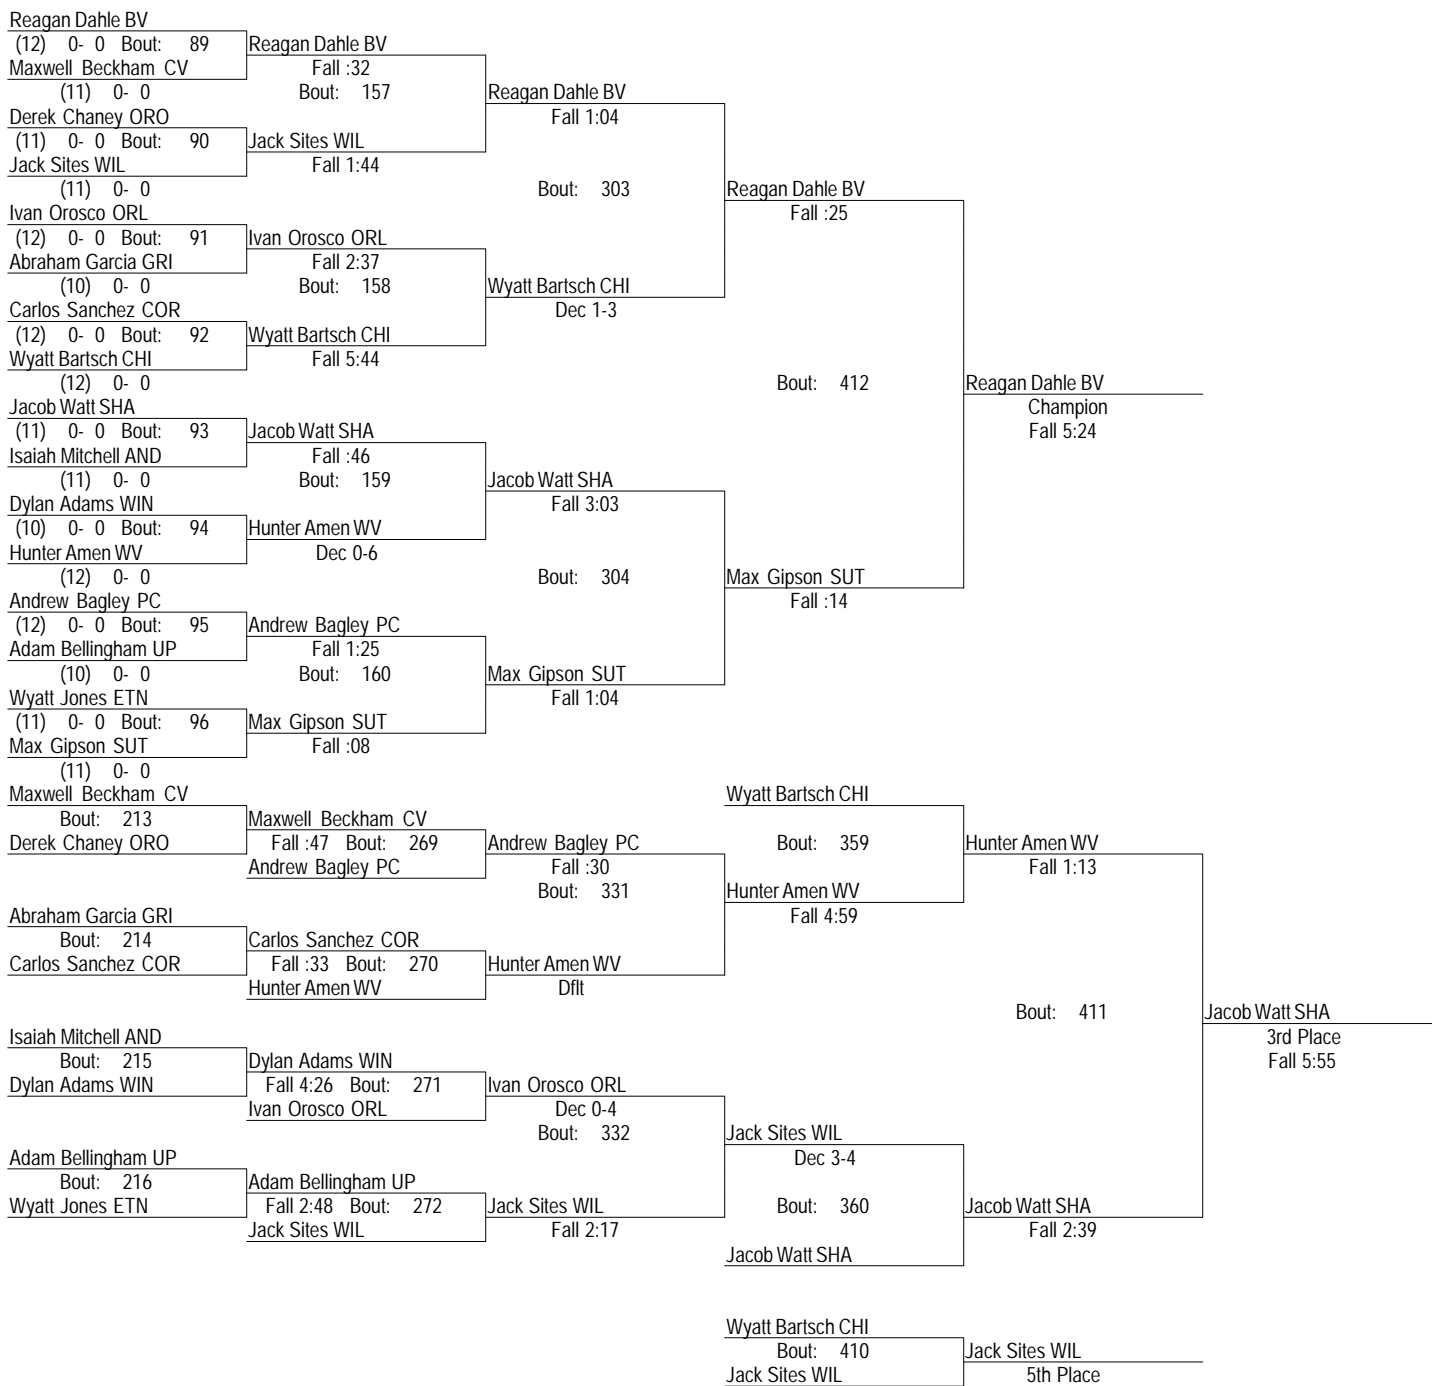 Reagan Dahle BV
(12) 0- 0 Bout: 89 Reagan Dahle BV
Maxwell Beckham CV Fall :32
(11) 0- 0 Bout: 157 Reagan Dahle BV
Derek Chaney ORO Fall 1:04
(11) 0- 0 Bout: 90 Jack Sites WIL
Jack Sites WIL Fall 1:44
(11) 0- 0 Bout: 303 Reagan Dahle BV
Ivan Orosco ORL Fall :25
(12) 0- 0 Bout: 91 Ivan Orosco ORL
Abraham Garcia GRI Fall 2:37
(10) 0- 0 Bout: 158 Wyatt Bartsch CHI
Carlos Sanchez COR Dec 1-3
(12) 0- 0 Bout: 92 Wyatt Bartsch CHI
Wyatt Bartsch CHI Fall 5:44
(12) 0- 0 Bout: 412 Reagan Dahle BV
Jacob Watt SHA Champion
(11) 0- 0 Bout: 93 Jacob Watt SHA Fall 5:24
Isaiah Mitchell AND Fall :46
(11) 0- 0 Bout: 159 Jacob Watt SHA
Dylan Adams WIN Fall 3:03
(10) 0- 0 Bout: 94 Hunter Amen WV
Hunter Amen WV Dec 0-6
(12) 0- 0 Bout: 304 Max Gipson SUT
Andrew Bagley PC Fall :14
(12) 0- 0 Bout: 95 Andrew Bagley PC
Adam Bellingham UP Fall 1:25
(10) 0- 0 Bout: 160 Max Gipson SUT
Wyatt Jones ETN Fall 1:04
(11) 0- 0 Bout: 96 Max Gipson SUT
Max Gipson SUT Fall :08
(11) 0- 0
Maxwell Beckham CV Wyatt Bartsch CHI
Bout: 213 Maxwell Beckham CV
Derek Chaney ORO Fall :47 Bout: 269 Andrew Bagley PC Bout: 359 Hunter Amen WV
Andrew Bagley PC Fall :30 Fall 1:13
Bout: 331 Hunter Amen WV
Abraham Garcia GRI Fall 4:59
Bout: 214 Carlos Sanchez COR
Carlos Sanchez COR Fall :33 Bout: 270 Hunter Amen WV
Hunter Amen WV Dflt
Bout: 411 Jacob Watt SHA
Isaiah Mitchell AND 3rd Place
Bout: 215 Dylan Adams WIN Fall 5:55
Dylan Adams WIN Fall 4:26 Bout: 271 Ivan Orosco ORL
Ivan Orosco ORL Dec 0-4
Bout: 332 Jack Sites WIL
Adam Bellingham UP Dec 3-4
Bout: 216 Adam Bellingham UP
Wyatt Jones ETN Fall 2:48 Bout: 272 Jack Sites WIL Bout: 360 Jacob Watt SHA
Jack Sites WIL Fall 2:17 Fall 2:39
Jacob Watt SHA
Wyatt Bartsch CHI
Bout: 410 Jack Sites WIL
Jack Sites WIL 5th Place